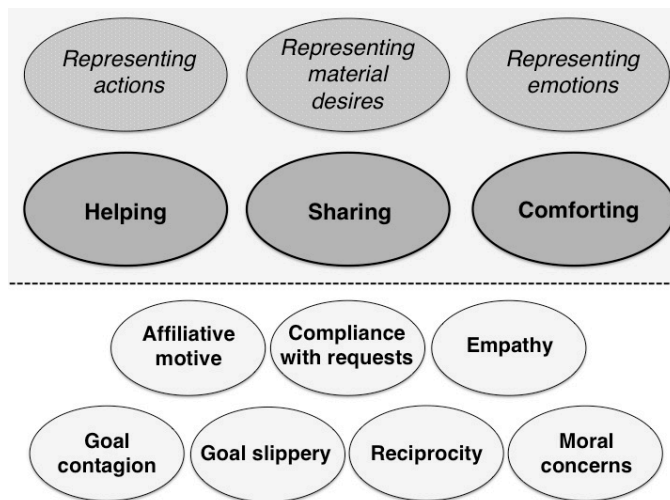 Representing
actions
Representing
material
desires
Representing
emotions
Helping
Sharing
Comforting
Affiliative
motive
Compliance
with requests
Empathy
Goal
contagion
Goal slippery
Reciprocity
Moral
concerns